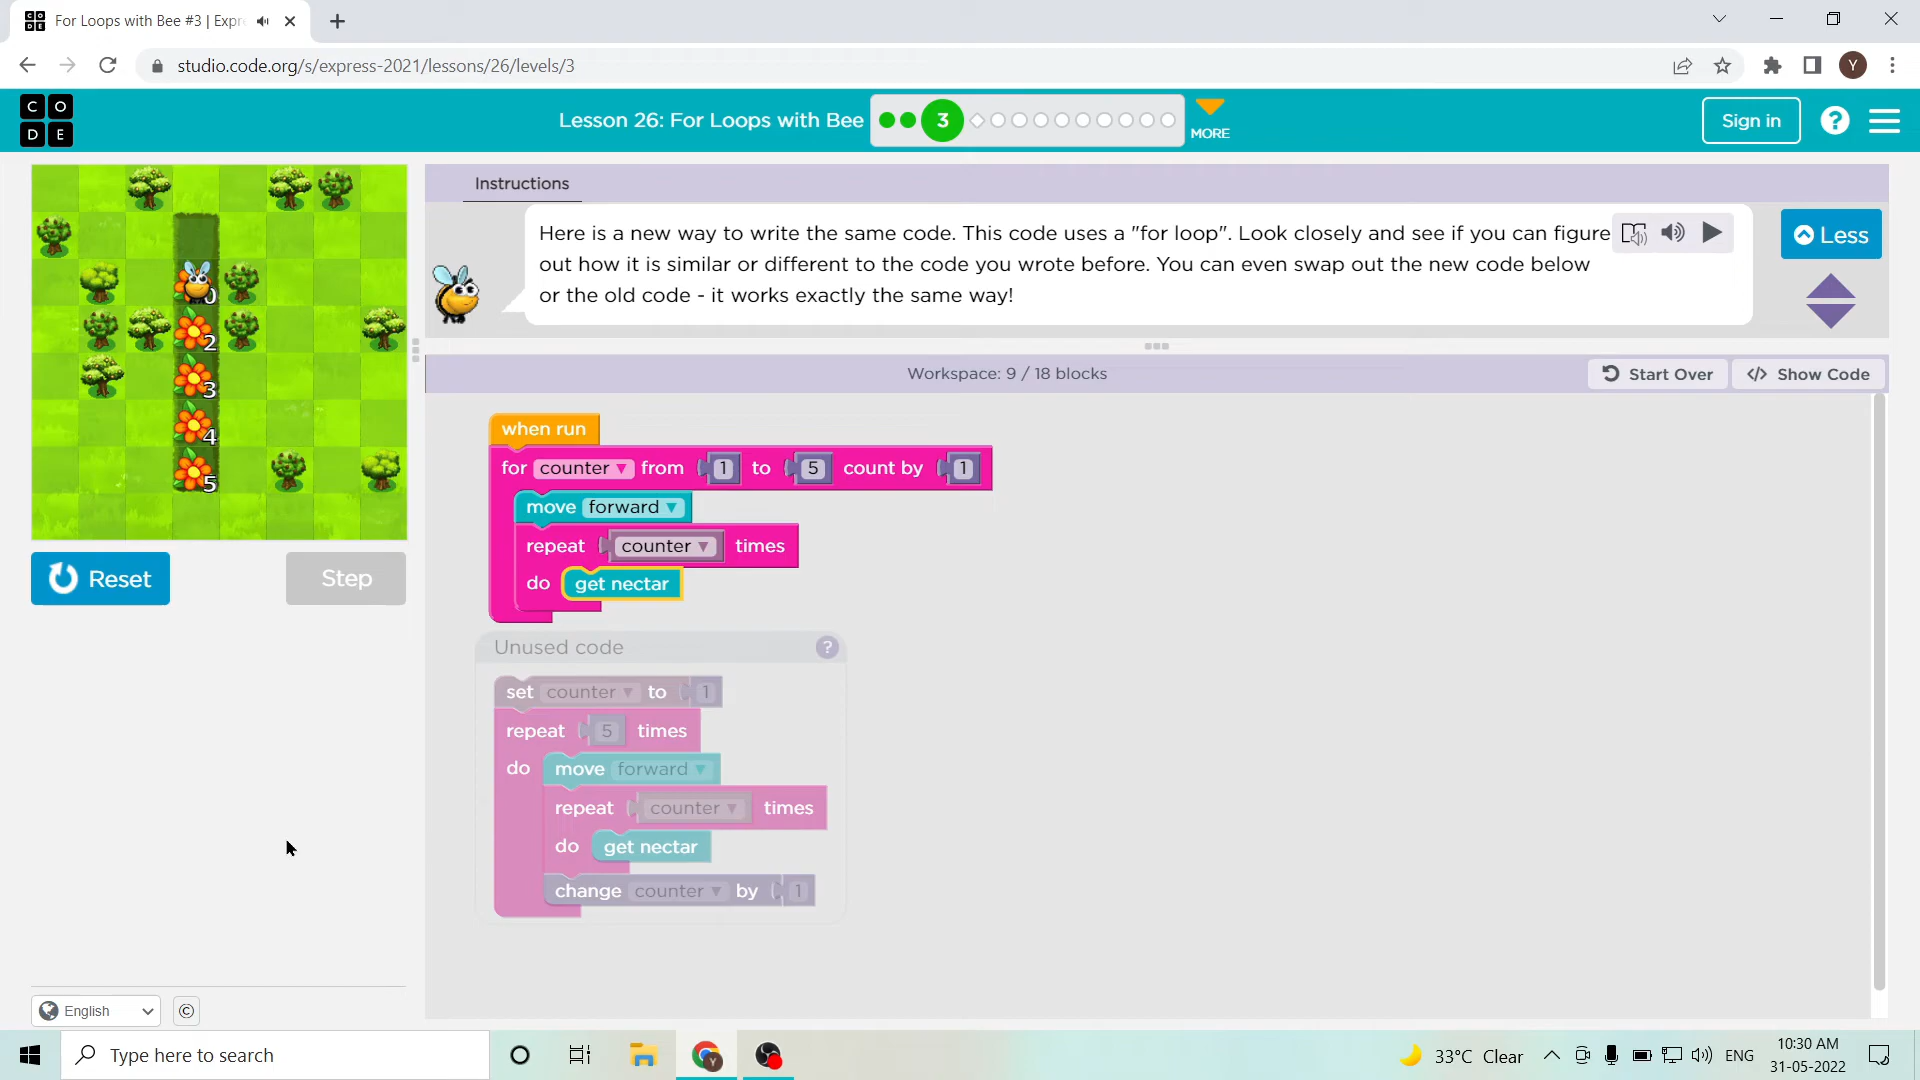 For Loops with Bee #3 | Expre
studio.code.org/s/express-2021/lessons/26/levels/3
Y
C O
D E
Lesson 26: For Loops with Bee
3
MORE
Sign in
?
Instructions
Here is a new way to write the same code. This code uses a "for loop". Look closely and see if you can figure
out how it is similar or different to the code you wrote before. You can even swap out the new code below
or the old code - it works exactly the same way!
Less
0
2
3
4
5
Reset
Step
Workspace: 9 / 18 blocks
Start Over
</> Show Code
when run
for counter ▼ from 1 to 5 count by 1
move forward ▼
repeat counter ▼ times
do get nectar
Unused code
?
set counter ▼ to 1
repeat 5 times
do move forward ▼
repeat counter ▼ times
do get nectar
change counter ▼ by 1
English
©
Type here to search
Y
33°C Clear
ENG
10:30 AM
31-05-2022